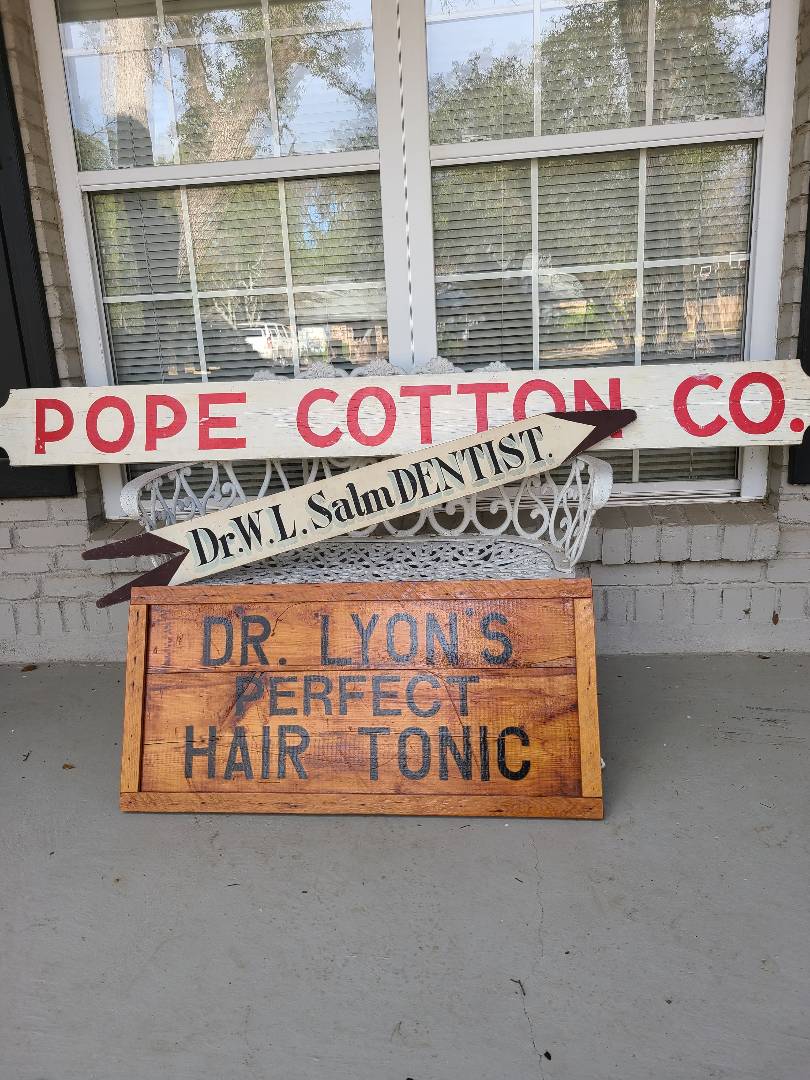 POPE COTTON CO.
Dr.W.L. Salm DENTIST.
DR. LYON'S
PERFECT
HAIR TONIC